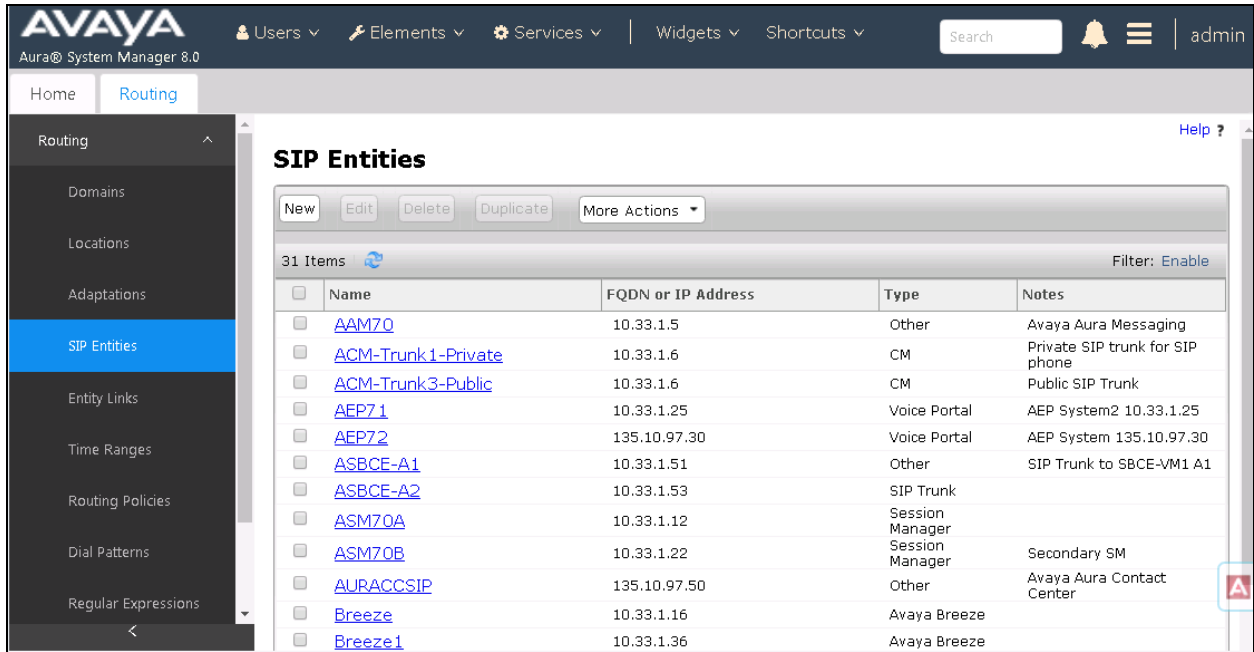 AVAYA
Aura® System Manager 8.0
Users Elements Services | Widgets Shortcuts Search admin
Home Routing
Help ?
Routing
Domains
Locations
Adaptations
SIP Entities
Entity Links
Time Ranges
Routing Policies
Dial Patterns
Regular Expressions
<
SIP Entities
New Edit Delete Duplicate More Actions
31 Items Filter: Enable
Name FQDN or IP Address Type Notes
AAM70 10.33.1.5 Other Avaya Aura Messaging
ACM-Trunk1-Private 10.33.1.6 CM Private SIP trunk for SIP
phone
ACM-Trunk3-Public 10.33.1.6 CM Public SIP Trunk
AEP71 10.33.1.25 Voice Portal AEP System2 10.33.1.25
AEP72 135.10.97.30 Voice Portal AEP System 135.10.97.30
ASBCE-A1 10.33.1.51 Other SIP Trunk to SBCE-VM1 A1
ASBCE-A2 10.33.1.53 SIP Trunk
ASM70A 10.33.1.12 Session
Manager
ASM70B 10.33.1.22 Session
Manager Secondary SM
AURACCSIP 135.10.97.50 Other Avaya Aura Contact
Center
Breeze 10.33.1.16 Avaya Breeze
Breeze1 10.33.1.36 Avaya Breeze
A